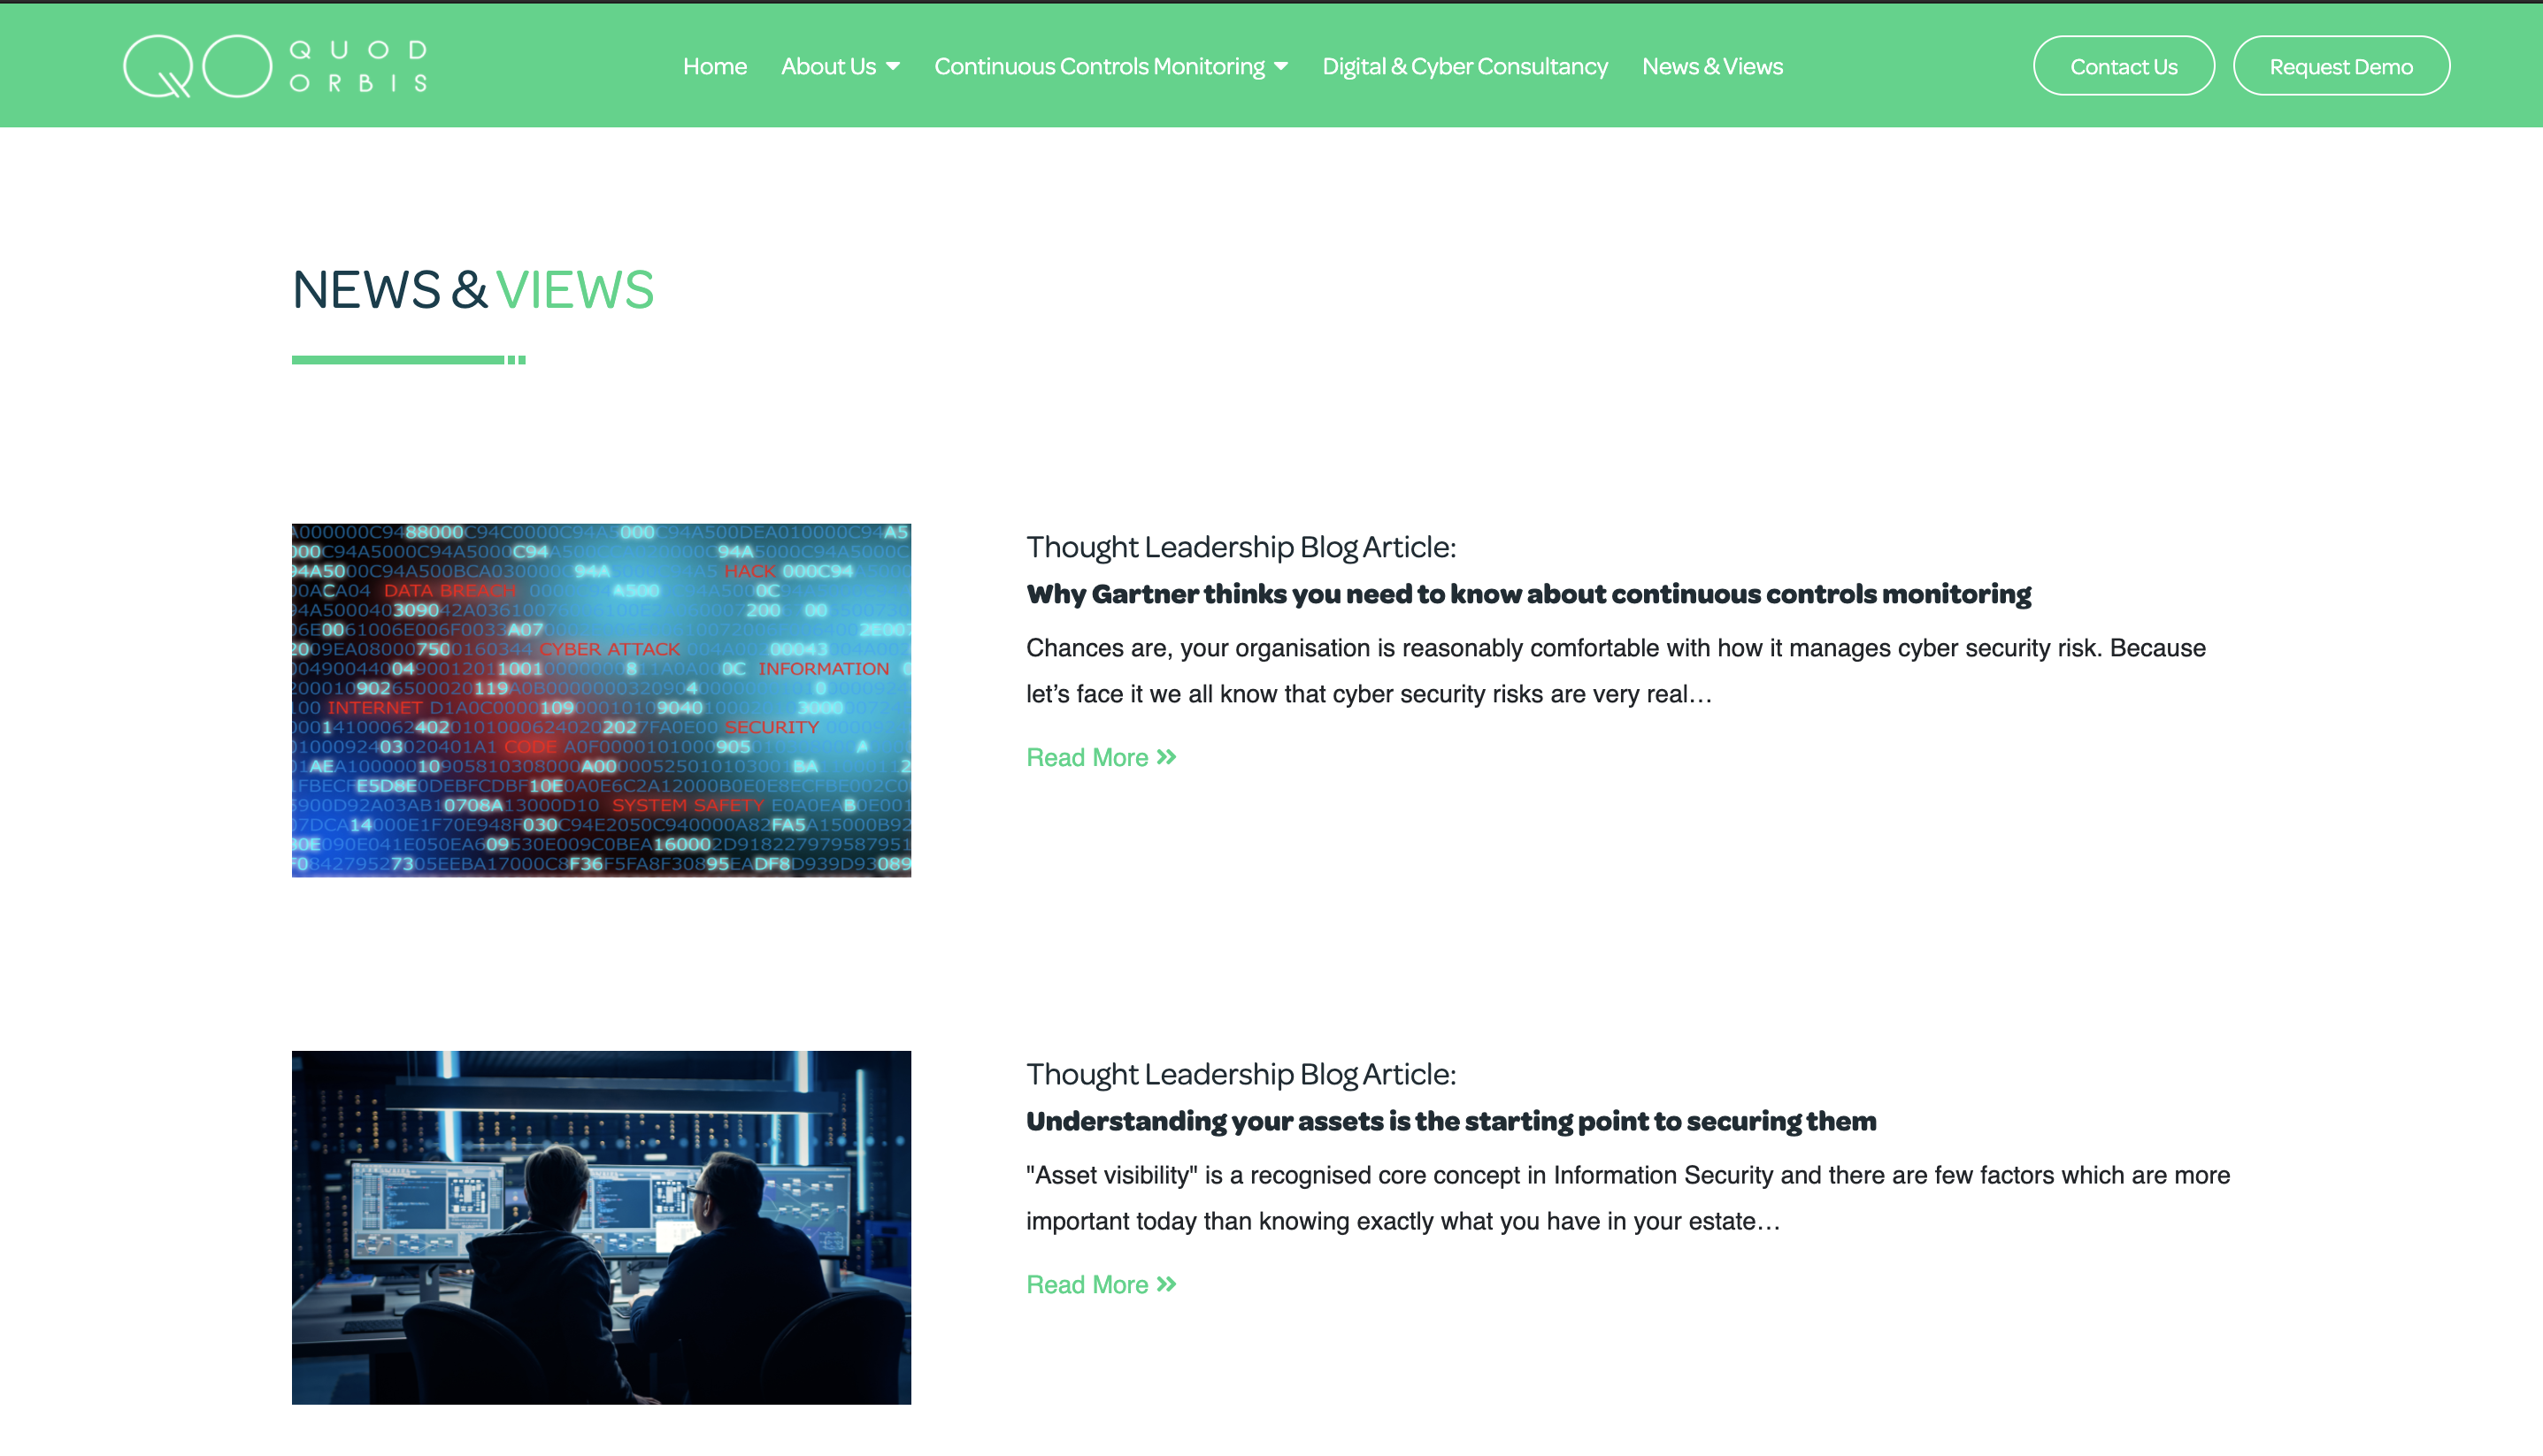 QO QUOD
ORBIS
Home About Us Continuous Controls Monitoring Digital & Cyber Consultancy News & Views Contact Us Request Demo
NEWS & VIEWS
HACK
DATA BREACH
CYBER ATTACK
INFORMATION
INTERNET
SECURITY
CODE
SYSTEM SAFETY
Thought Leadership Blog Article:
Why Gartner thinks you need to know about continuous controls monitoring
Chances are, your organisation is reasonably comfortable with how it manages cyber security risk. Because
let’s face it we all know that cyber security risks are very real…
Read More
Thought Leadership Blog Article:
Understanding your assets is the starting point to securing them
"Asset visibility" is a recognised core concept in Information Security and there are few factors which are more
important today than knowing exactly what you have in your estate…
Read More